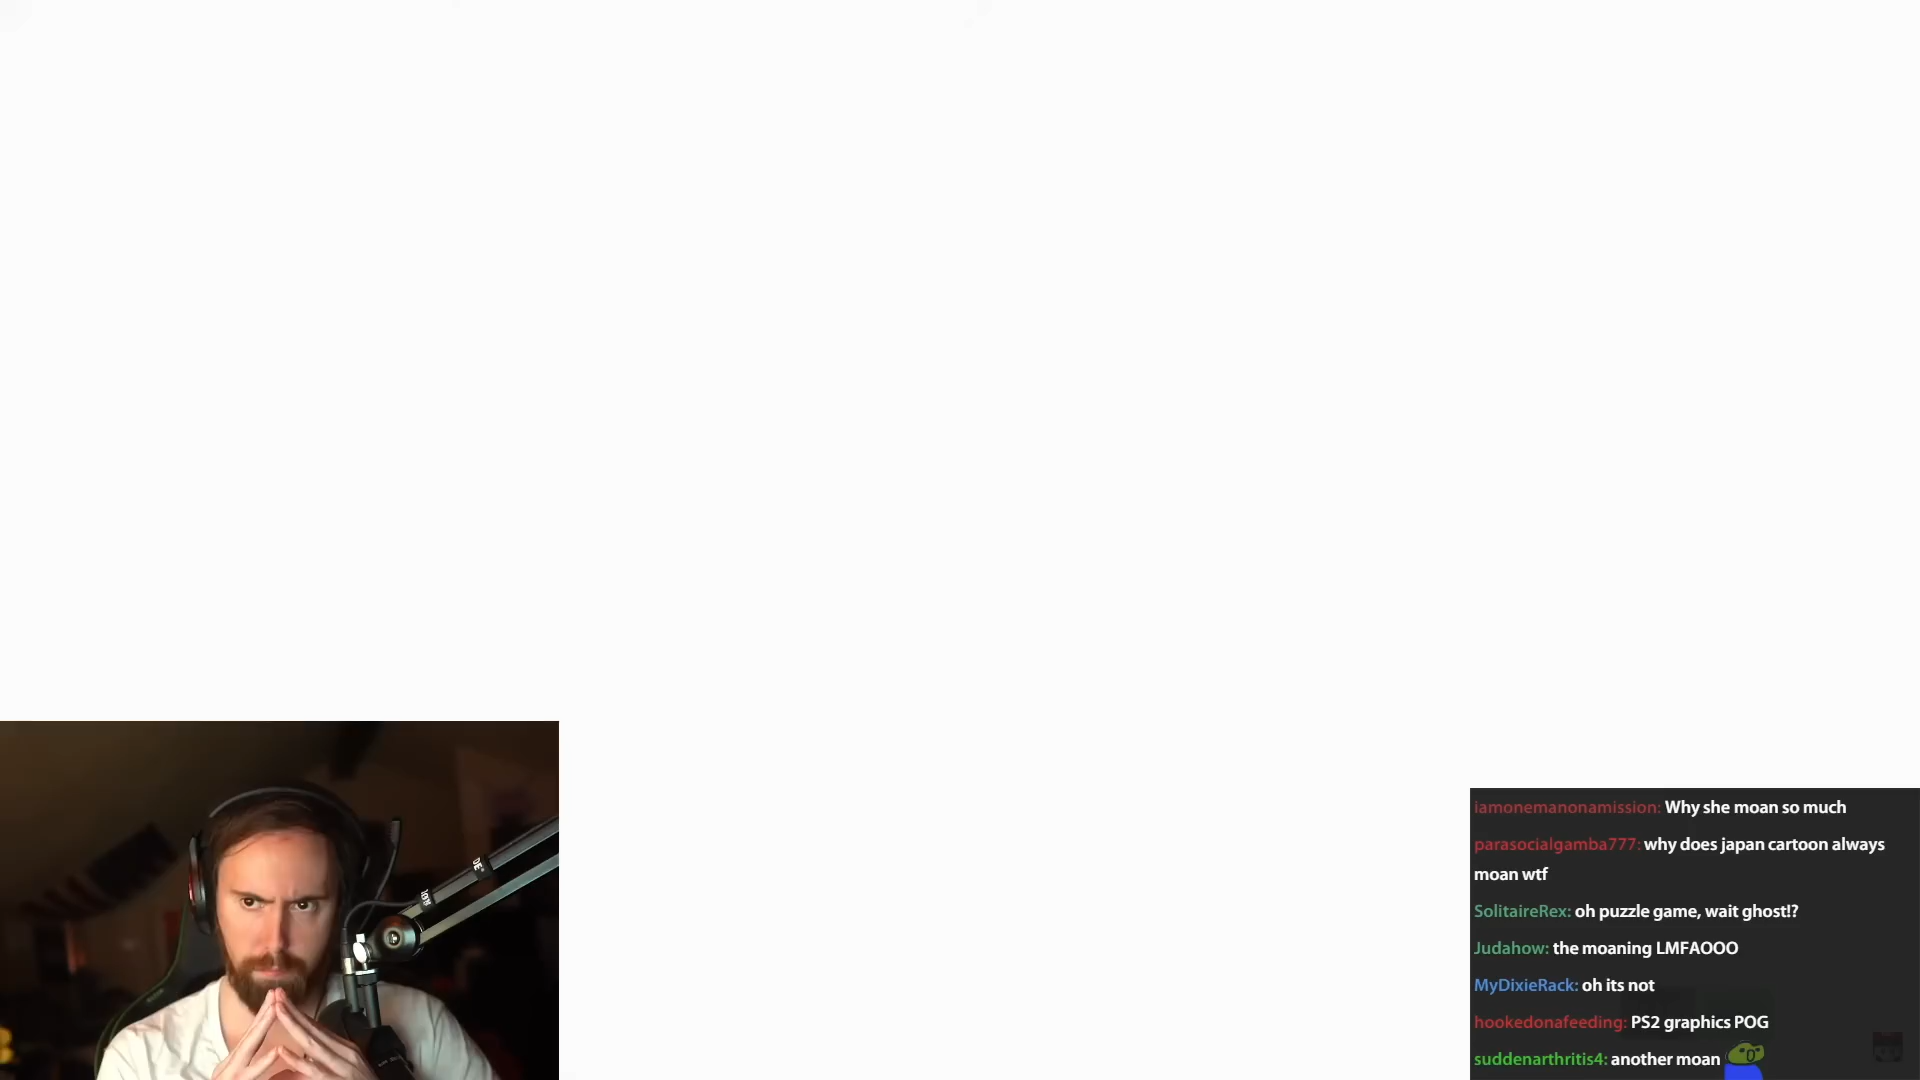 iamonemanonamission: Why she moan so much
parasocialgamba777: why does japan cartoon always
moan wtf
SolitaireRex: oh puzzle game, wait ghost!?
Judahow: the moaning LMFAOOO
MyDixieRack: oh its not
hookedonafeeding: PS2 graphics POG
suddenarthritis4: another moan